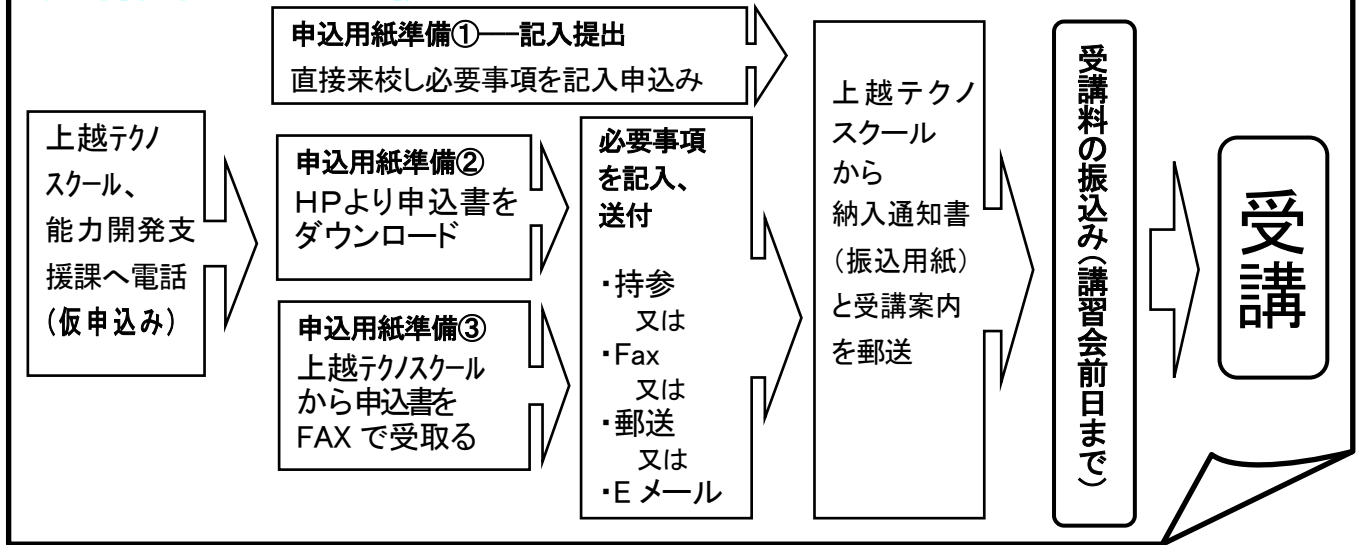 上越テクノ
スクール、
能力開発支
援課へ電話
(仮申込み)
申込用紙準備①──記入提出
直接来校し必要事項を記入申込み
申込用紙準備②
HPより申込書を
ダウンロード
申込用紙準備③
上越テクノスクール
から申込書を
FAX で受取る
必要事項
を記入、
送付
・持参
又は
・Fax
又は
・郵送
又は
・E メール
上越テクノ
スクール
から
納入通知書
(振込用紙)
と受講案内
を郵送
受講料の振込み(講習会前日まで)
受講